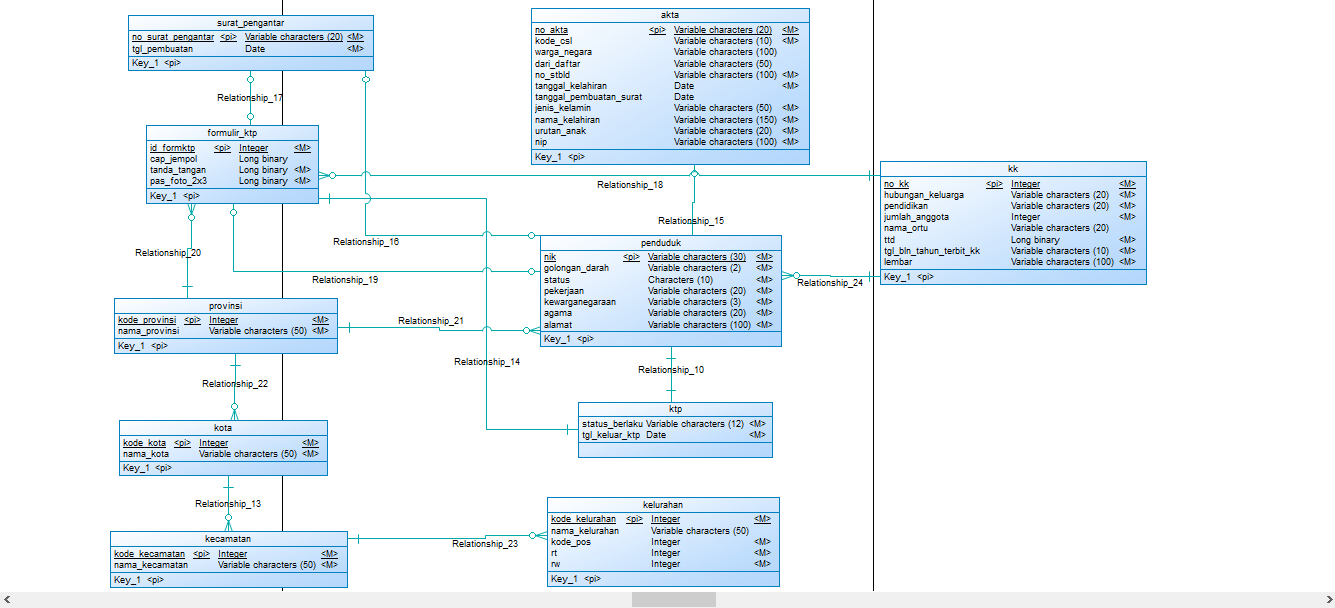 surat_pengantar
no_surat_pengantar <pi> Variable characters (20) <M>
tgl_pembuatan Date <M>
Key_1 <pi>
Relationship_17
formulir_ktp
id_formktp <pi> Integer <M>
cap_jempol Long binary
tanda_tangan Long binary <M>
pas_foto_2x3 Long binary <M>
Key_1 <pi>
akta
no_akta <pi> Variable characters (20) <M>
kode_csl Variable characters (10) <M>
warga_negara Variable characters (100)
dari_daftar Variable characters (50)
no_stbld Variable characters (100) <M>
tanggal_kelahiran Date <M>
tanggal_pembuatan_surat Date
jenis_kelamin Variable characters (50) <M>
nama_kelahiran Variable characters (150) <M>
urutan_anak Variable characters (20) <M>
nip Variable characters (100) <M>
Key_1 <pi>
kk
no_kk <pi> Integer <M>
hubungan_keluarga Variable characters (20) <M>
pendidikan Variable characters (20) <M>
jumlah_anggota Integer <M>
nama_ortu Variable characters (20)
ttd Long binary <M>
tgl_bln_tahun_terbit_kk Variable characters (10) <M>
lembar Variable characters (100) <M>
Key_1 <pi>
Relationship_18
Relationship_15
Relationship_16
Relationship_20
Relationship_19
Relationship_24
penduduk
nik <pi> Variable characters (30) <M>
golongan_darah Variable characters (2) <M>
status Characters (10) <M>
pekerjaan Variable characters (20) <M>
kewarganegaraan Variable characters (3) <M>
agama Variable characters (20) <M>
alamat Variable characters (100) <M>
Key_1 <pi>
provinsi
kode_provinsi <pi> Integer <M>
nama_provinsi Variable characters (50) <M>
Key_1 <pi>
Relationship_21
Relationship_14
Relationship_10
Relationship_22
ktp
status_berlaku Variable characters (12) <M>
tgl_keluar_ktp Date <M>
kota
kode_kota <pi> Integer <M>
nama_kota Variable characters (50) <M>
Key_1 <pi>
Relationship_13
kecamatan
kode_kecamatan <pi> Integer <M>
nama_kecamatan Variable characters (50) <M>
Key_1 <pi>
Relationship_23
kelurahan
kode_kelurahan <pi> Integer <M>
nama_kelurahan Variable characters (50)
kode_pos Integer <M>
rt Integer <M>
rw Integer <M>
Key_1 <pi>